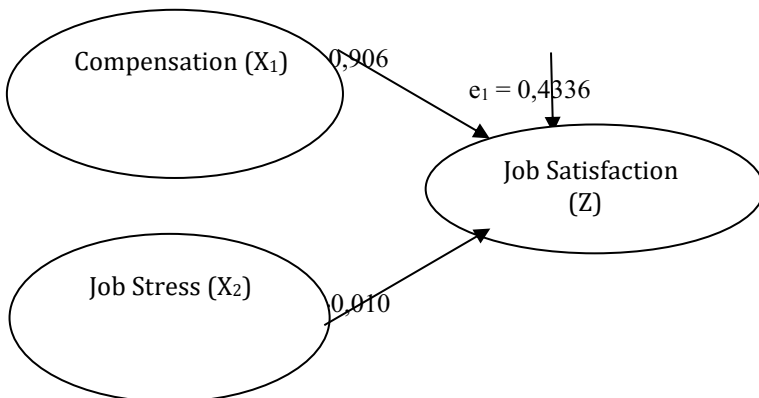 Compensation (X₁)
0,906
e₁ = 0,4336
Job Satisfaction
(Z)
Job Stress (X₂)
-0,010